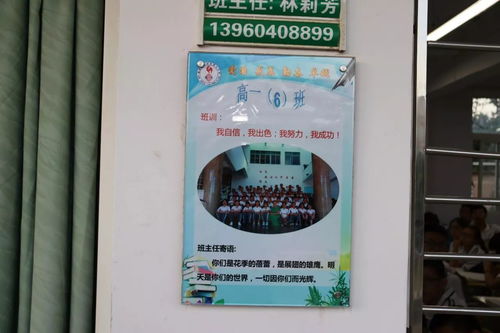 班主任: 林莉芳
13960408899
高一（6）班
班训：
我自信，我出色；我努力，我成功！
班主任寄语:
你们是花季的蓓蕾，是展翅的雄鹰。明
天是你们的世界，一切因你们而光辉。